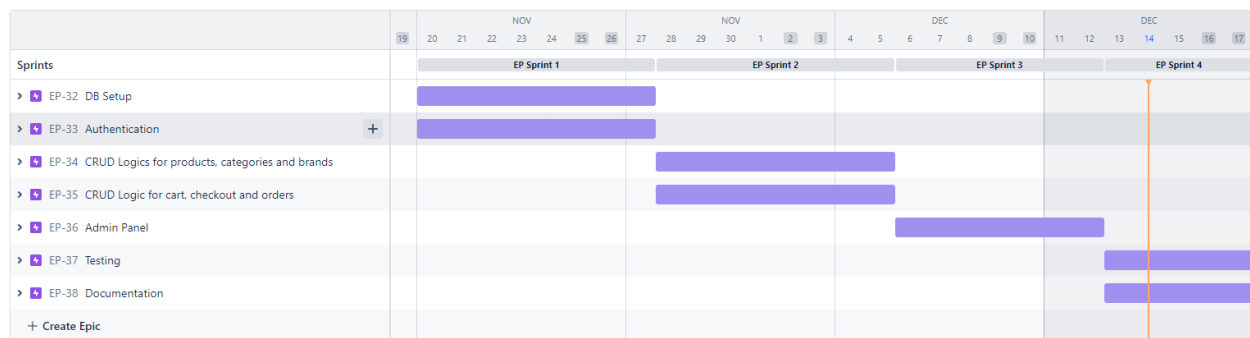 NOV NOV DEC DEC
19 20 21 22 23 24 25 26 27 28 29 30 1 2 3 4 5 6 7 8 9 10 11 12 13 14 15 16 17
Sprints EP Sprint 1 EP Sprint 2 EP Sprint 3 EP Sprint 4
EP-32 DB Setup
EP-33 Authentication
EP-34 CRUD Logics for products, categories and brands
EP-35 CRUD Logic for cart, checkout and orders
EP-36 Admin Panel
EP-37 Testing
EP-38 Documentation
+ Create Epic